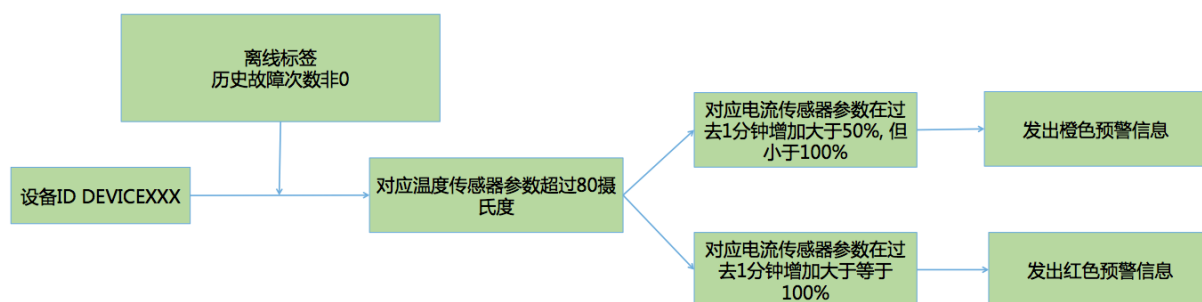 离线标签
历史故障次数非0
设备ID DEVICEXXX
对应温度传感器参数超过80摄
氏度
对应电流传感器参数在过
去1分钟增加大于50%, 但
小于100%
发出橙色预警信息
对应电流传感器参数在过
去1分钟增加大于等于
100%
发出红色预警信息